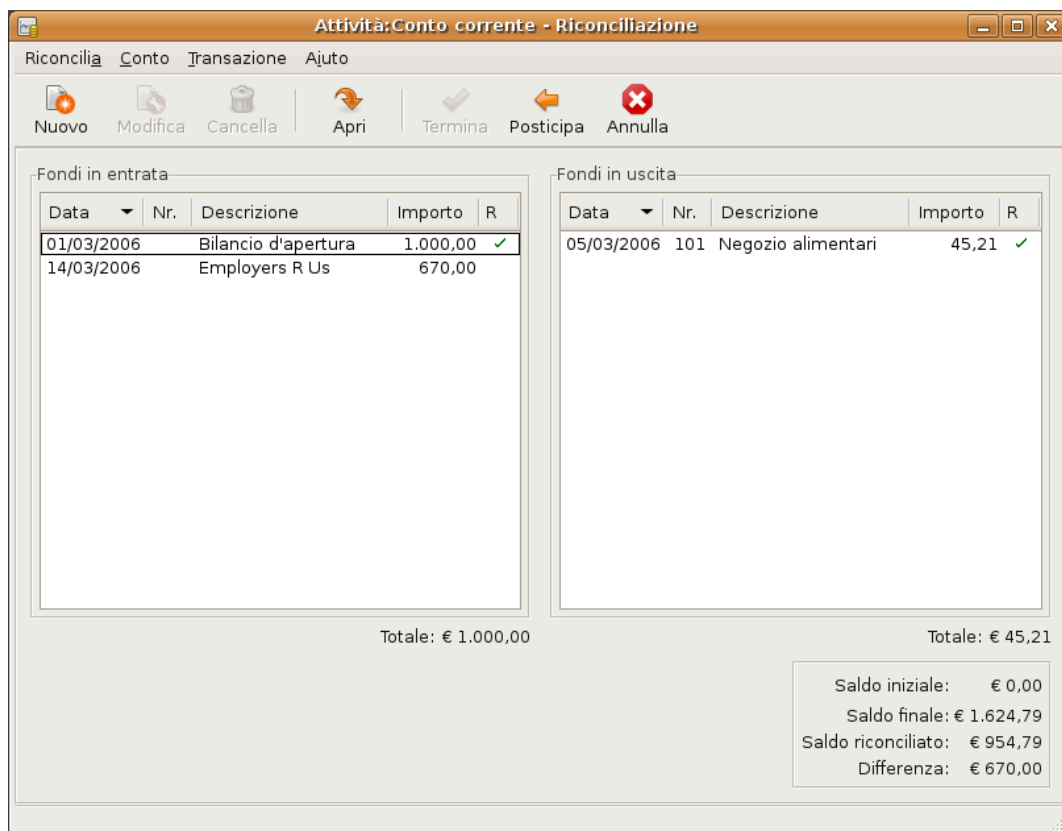 Attività:Conto corrente - Riconciliazione
Riconcilia Conto Transazione Aiuto
Nuovo Modifica Cancella Apri Termina Posticipa Annulla
Fondi in entrata
Data Nr. Descrizione Importo R
01/03/2006 Bilancio d'apertura 1.000,00 ✓
14/03/2006 Employers R Us 670,00
Totale: € 1.000,00
Fondi in uscita
Data Nr. Descrizione Importo R
05/03/2006 101 Negozio alimentari 45,21 ✓
Totale: € 45,21
Saldo iniziale: € 0,00
Saldo finale: € 1.624,79
Saldo riconciliato: € 954,79
Differenza: € 670,00